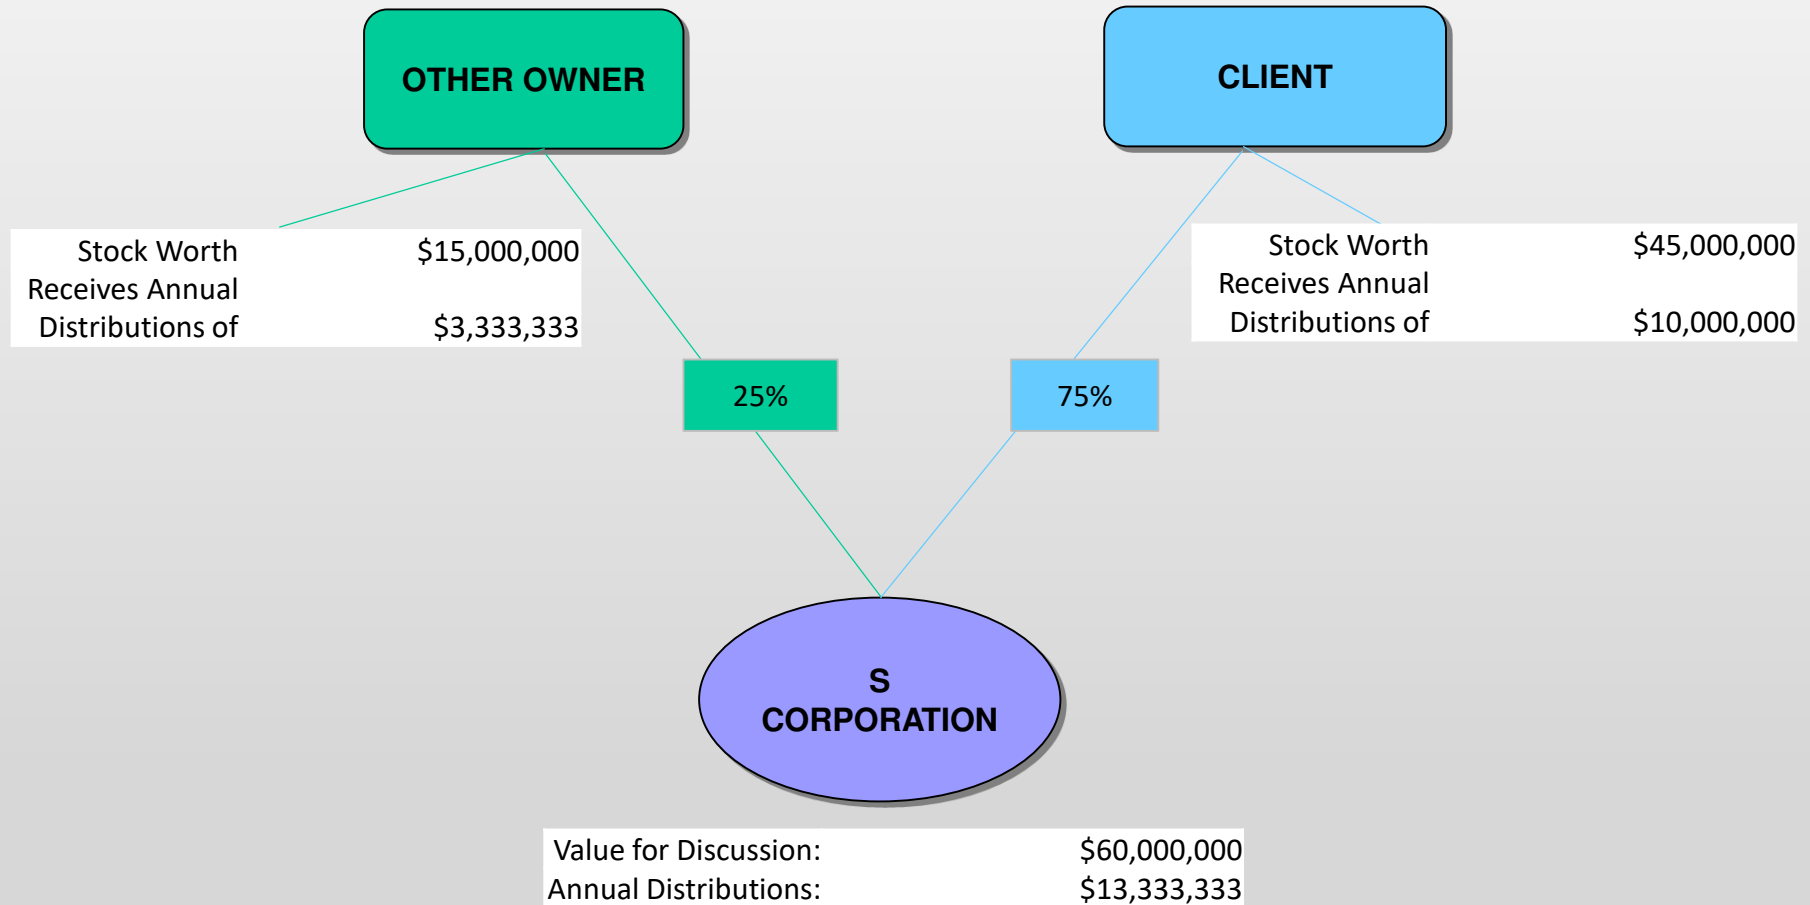 OTHER OWNER
CLIENT
Stock Worth $15,000,000
Receives Annual
Distributions of $3,333,333
Stock Worth $45,000,000
Receives Annual
Distributions of $10,000,000
25%
75%
S
CORPORATION
Value for Discussion: $60,000,000
Annual Distributions: $13,333,333